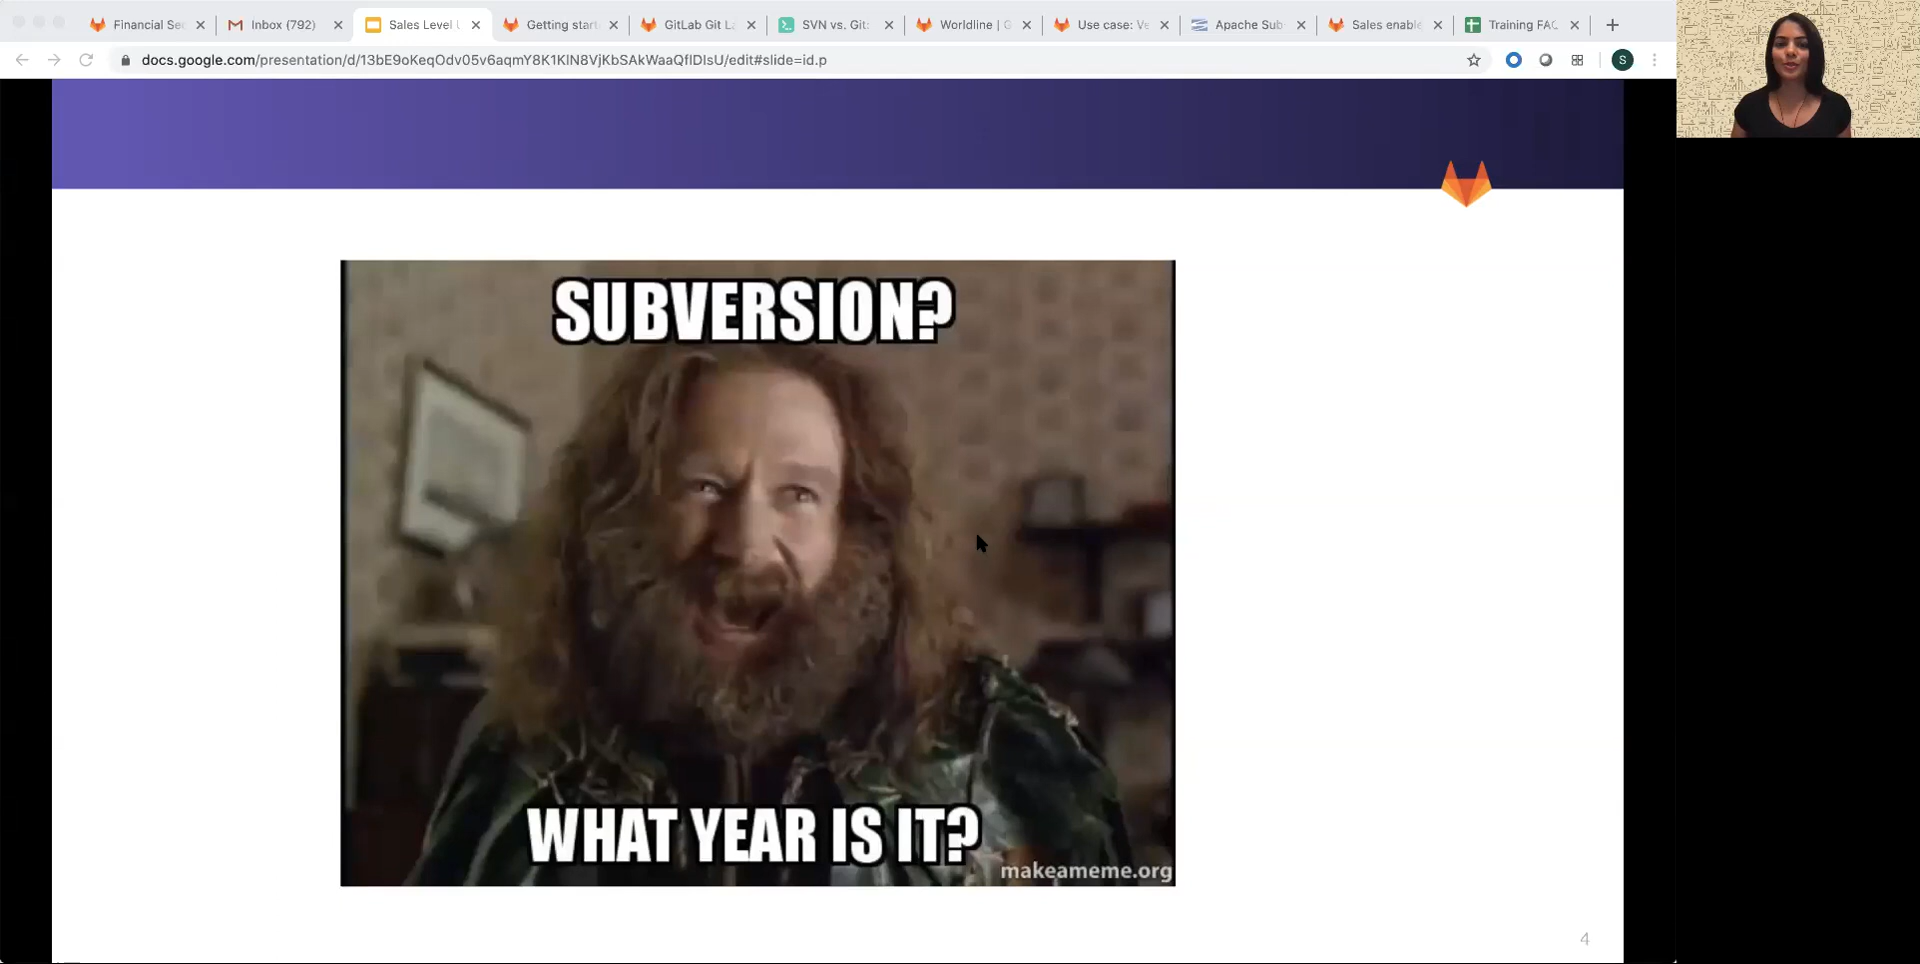 Financial Sec
Inbox (792)
Sales Level U
Getting start
GitLab Git La
SVN vs. Git:
Worldline | G
Use case: Ve
Apache Sub
Sales enable
Training FAQ
docs.google.com/presentation/d/13bE9oKeqOdv05v6aqmY8K1KlN8VjKbSAkWaaQflDIsU/edit#slide=id.p
S
SUBVERSION?
WHAT YEAR IS IT?
makeameme.org
4